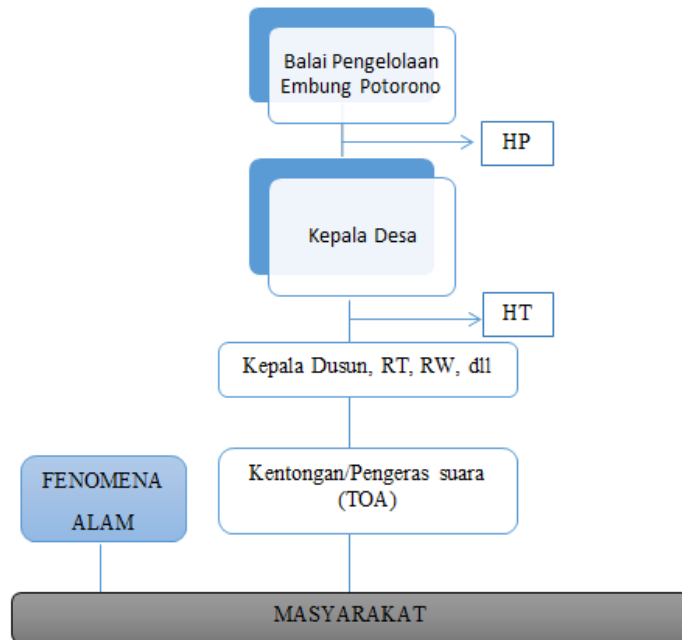 Balai Pengelolaan
Embung Potorono
HP
Kepala Desa
HT
Kepala Dusun, RT, RW, dll
Kentongan/Pengeras suara
(TOA)
FENOMENA
ALAM
MASYARAKAT